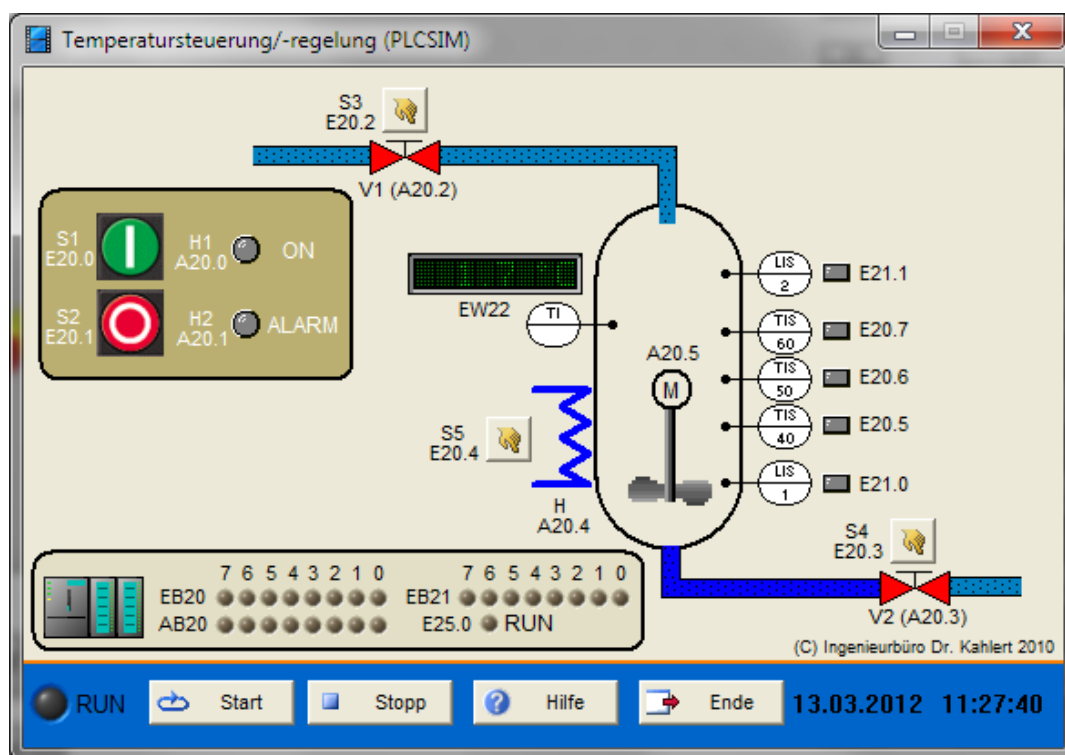 Temperatursteuerung/-regelung (PLCSIM)
S3
E20.2
V1 (A20.2)
S1
E20.0
H1
A20.0
ON
S2
E20.1
H2
A20.1
ALARM
EW22
TI
LIS
2
E21.1
TIS
60
E20.7
TIS
50
E20.6
TIS
40
E20.5
LIS
1
E21.0
A20.5
M
S5
E20.4
H
A20.4
S4
E20.3
V2 (A20.3)
7 6 5 4 3 2 1 0 7 6 5 4 3 2 1 0
EB20 EB21
AB20 E25.0 RUN
(C) Ingenieurbüro Dr. Kahlert 2010
RUN Start Stopp Hilfe Ende 13.03.2012 11:27:40